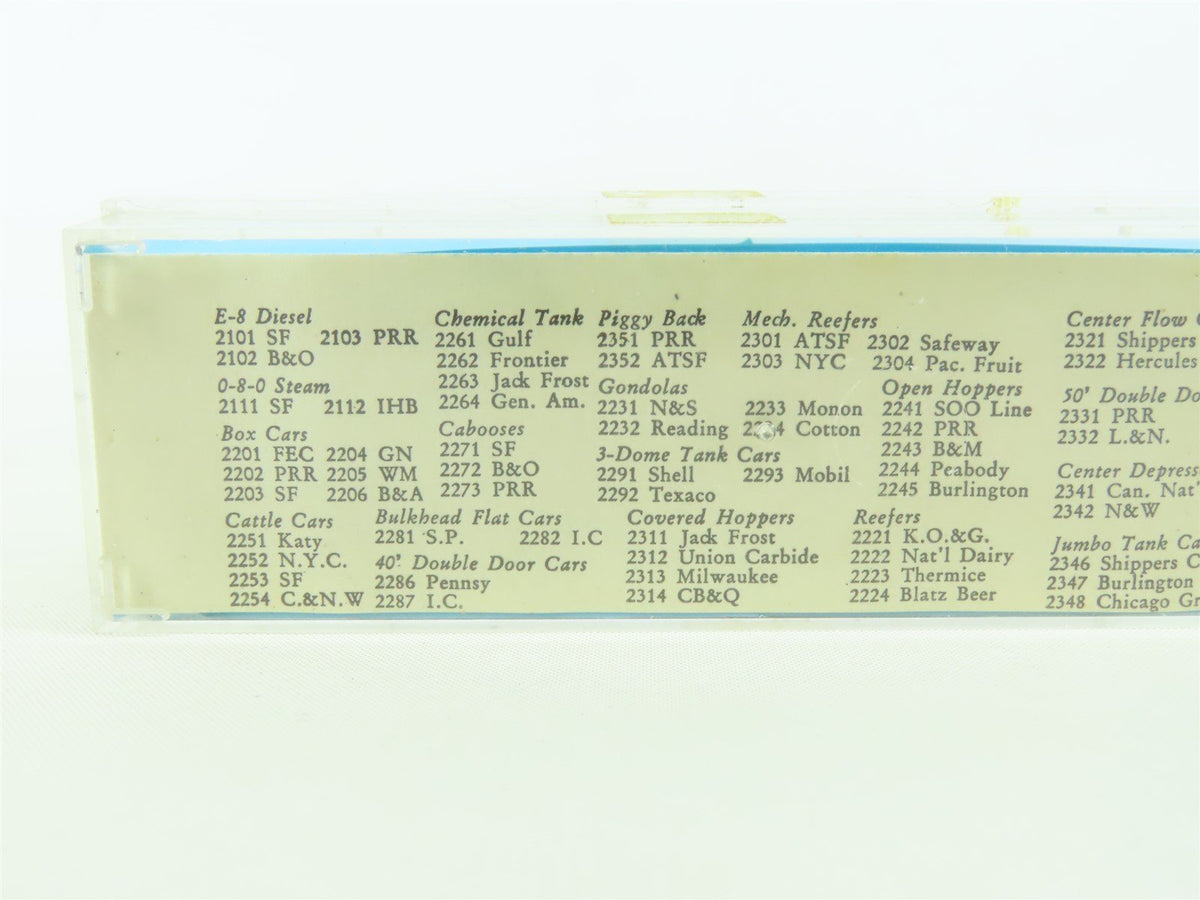 E-8 Diesel
2101 SF 2103 PRR
2102 B&O
0-8-0 Steam
2111 SF 2112 IHB
Box Cars
2201 FEC 2204 GN
2202 PRR 2205 WM
2203 SF 2206 B&A
Cattle Cars
2251 Katy
2252 N.Y.C.
2253 SF
2254 C.&N.W
Chemical Tank
2261 Gulf
2262 Frontier
2263 Jack Frost
2264 Gen. Am.
Cabooses
2271 SF
2272 B&O
2273 PRR
Bulkhead Flat Cars
2281 S.P. 2282 I.C
40' Double Door Cars
2286 Pennsy
2287 I.C.
Piggy Back
2351 PRR
2352 ATSF
Gondolas
2231 N&S 2233 Monon
2232 Reading Cotton
3-Dome Tank Cars
2291 Shell 2293 Mobil
2292 Texaco
Covered Hoppers
2311 Jack Frost
2312 Union Carbide
2313 Milwaukee
2314 CB&Q
Mech. Reefers
2301 ATSF 2302 Safeway
2303 NYC 2304 Pac. Fruit
Open Hoppers
2241 SOO Line
2242 PRR
2243 B&M
2244 Peabody
2245 Burlington
Reefers
2221 K.O.&G.
2222 Nat'l Dairy
2223 Thermice
2224 Blatz Beer
Center Flow
2321 Shippers
2322 Hercules
50' Double Do
2331 PRR
2332 L.&N.
Center Depress
2341 Can. Nat'
2342 N&W
Jumbo Tank Ca
2346 Shippers C
2347 Burlington
2348 Chicago Gr